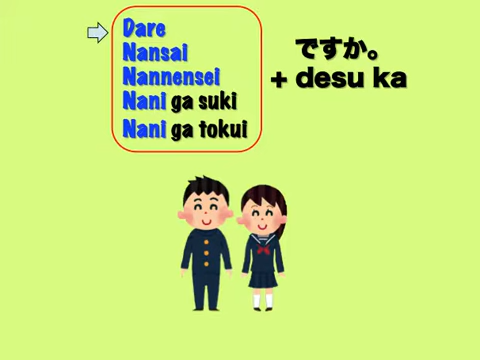 Dare
Nansai
Nannensei
Nani ga suki
Nani ga tokui
ですか。
+ desu ka